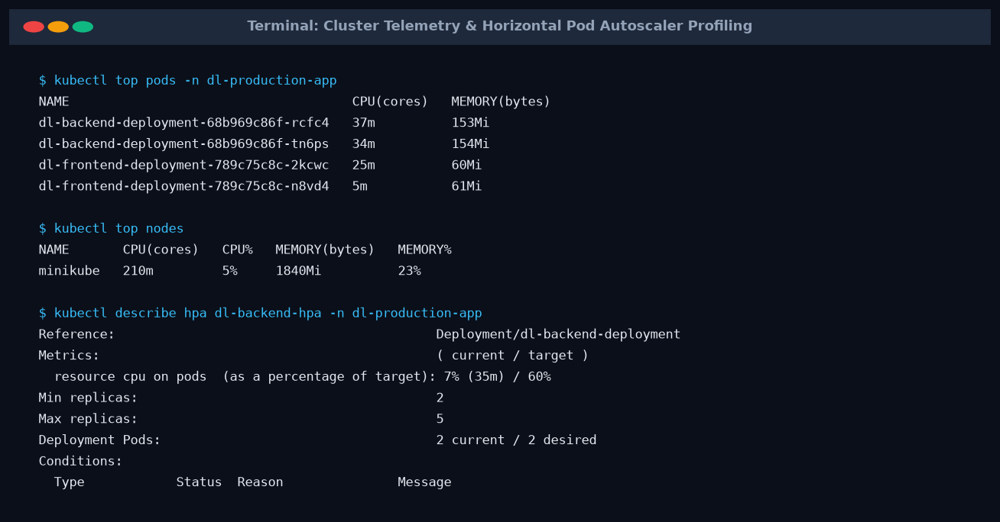 Terminal: Cluster Telemetry & Horizontal Pod Autoscaler Profiling
$ kubectl top pods -n dl-production-app
NAME                                     CPU(cores)   MEMORY(bytes)
dl-backend-deployment-68b969c86f-rcfc4   37m          153Mi
dl-backend-deployment-68b969c86f-tn6ps   34m          154Mi
dl-frontend-deployment-789c75c8c-2kcwc   25m          60Mi
dl-frontend-deployment-789c75c8c-n8vd4   5m           61Mi
$ kubectl top nodes
NAME       CPU(cores)   CPU%   MEMORY(bytes)   MEMORY%
minikube   210m         5%     1840Mi          23%
$ kubectl describe hpa dl-backend-hpa -n dl-production-app
Reference:                                          Deployment/dl-backend-deployment
Metrics:                                            ( current / target )
  resource cpu on pods  (as a percentage of target): 7% (35m) / 60%
Min replicas:                                       2
Max replicas:                                       5
Deployment Pods:                                    2 current / 2 desired
Conditions:
  Type            Status  Reason               Message